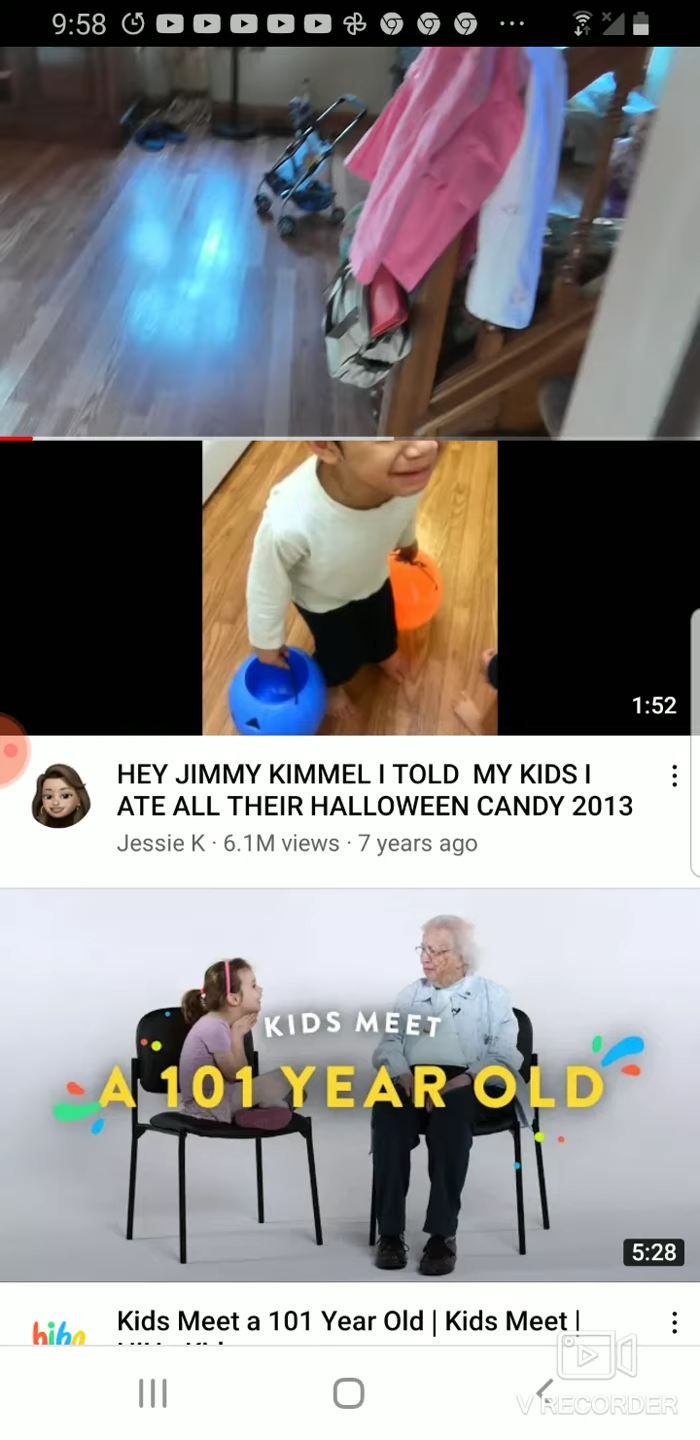 9:58
1:52
HEY JIMMY KIMMEL I TOLD MY KIDS I
ATE ALL THEIR HALLOWEEN CANDY 2013
Jessie K · 6.1M views · 7 years ago
KIDS MEET
A 101 YEAR OLD
5:28
hiho
Kids Meet a 101 Year Old | Kids Meet |
V RECORDER